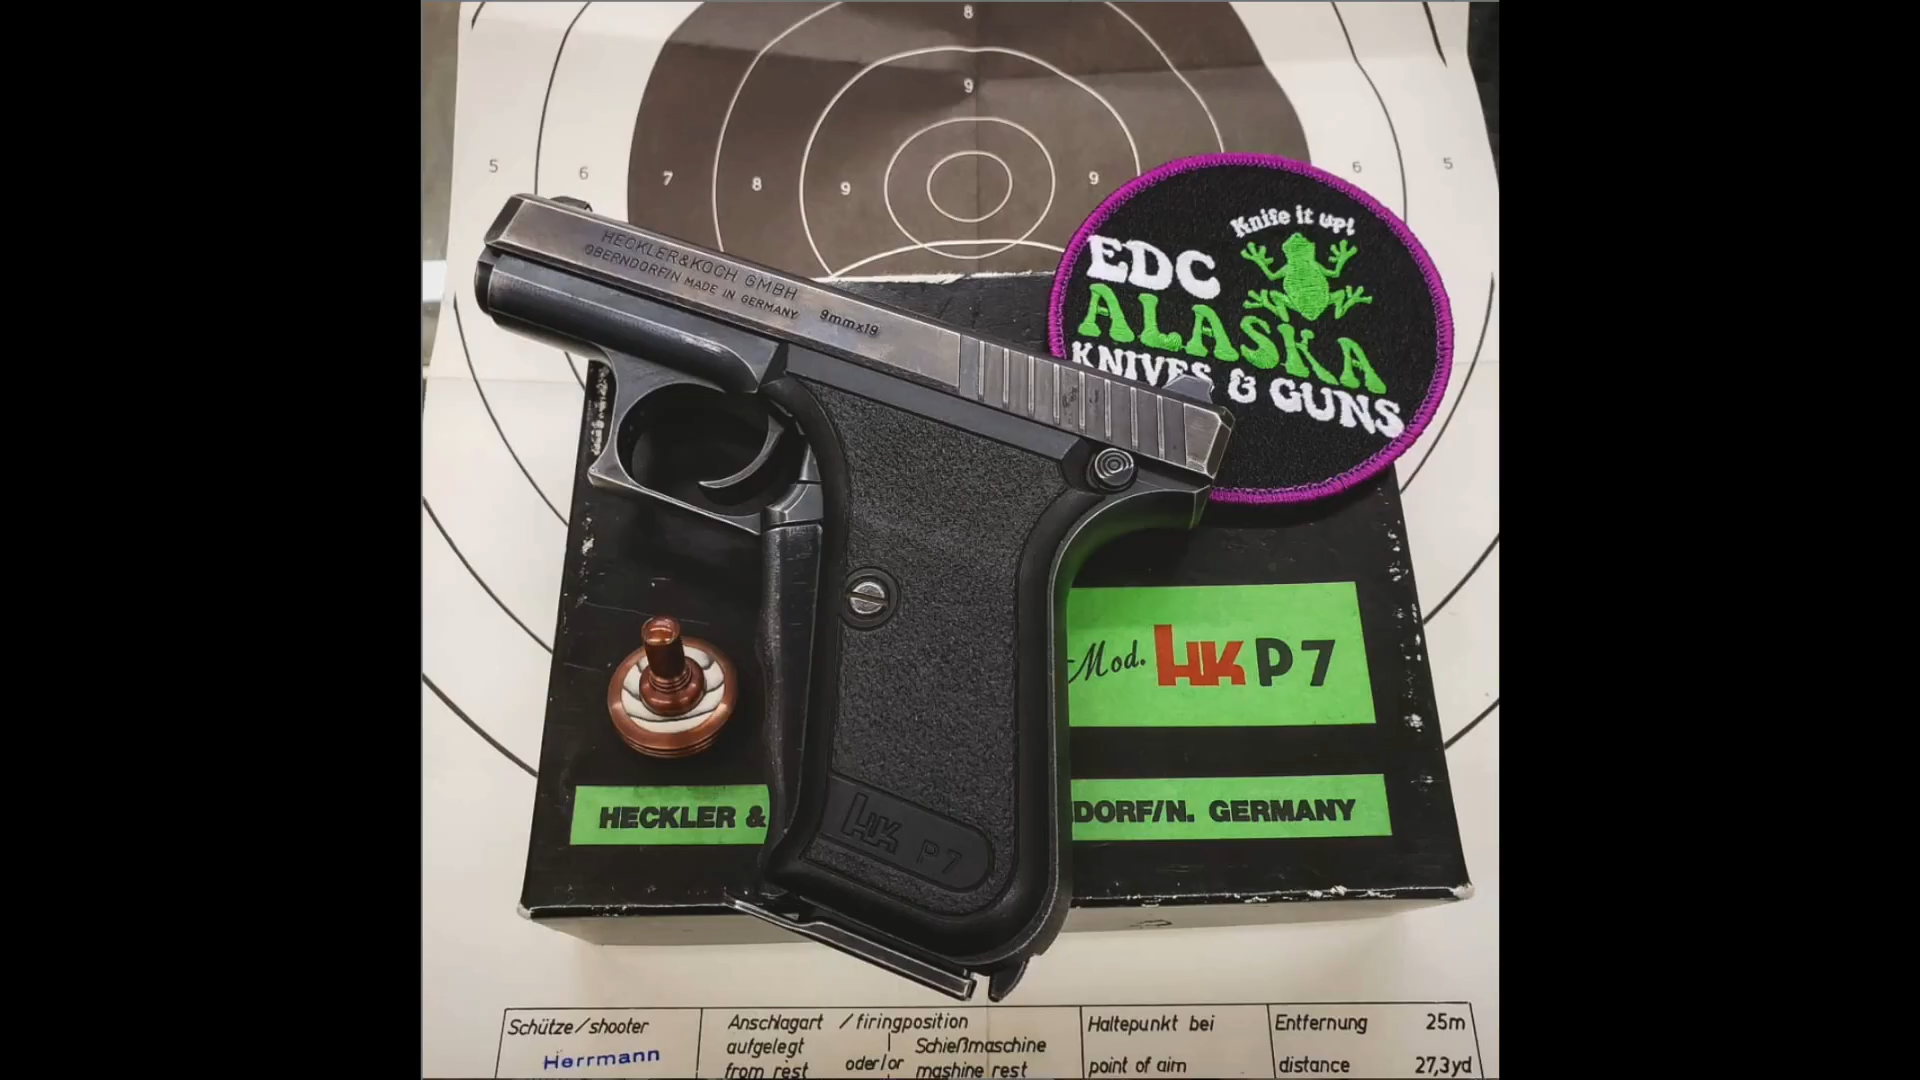 8
9
5
6
7
8
9
9
6
5
Knife it up!
EDC
ALASKA
KNIVES & GUNS
HECKLER&KOCH GMBH
OBERNDORF/N MADE IN GERMANY
9mmx19
Mod. HK P7
HECKLER &
DORF/N. GERMANY
HK P7
Schütze/shooter
Herrmann
Anschlagart /firingposition
aufgelegt
from rest
oder/or
Schießmaschine
mashine rest
Haltepunkt bei
point of aim
Entfernung 25m
distance 27,3yd